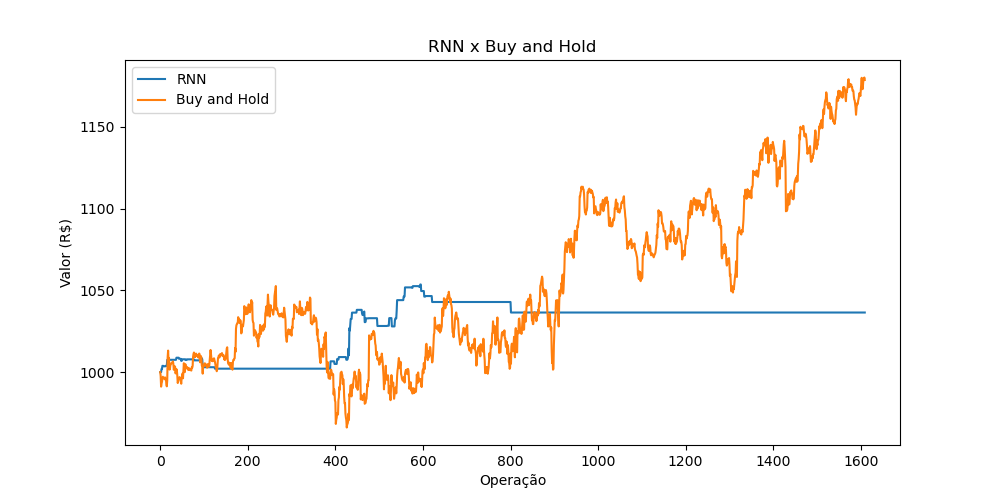 RNN x Buy and Hold
RNN
Buy and Hold
Valor (R$)
1150
1100
1050
1000
0 200 400 600 800 1000 1200 1400 1600
Operação